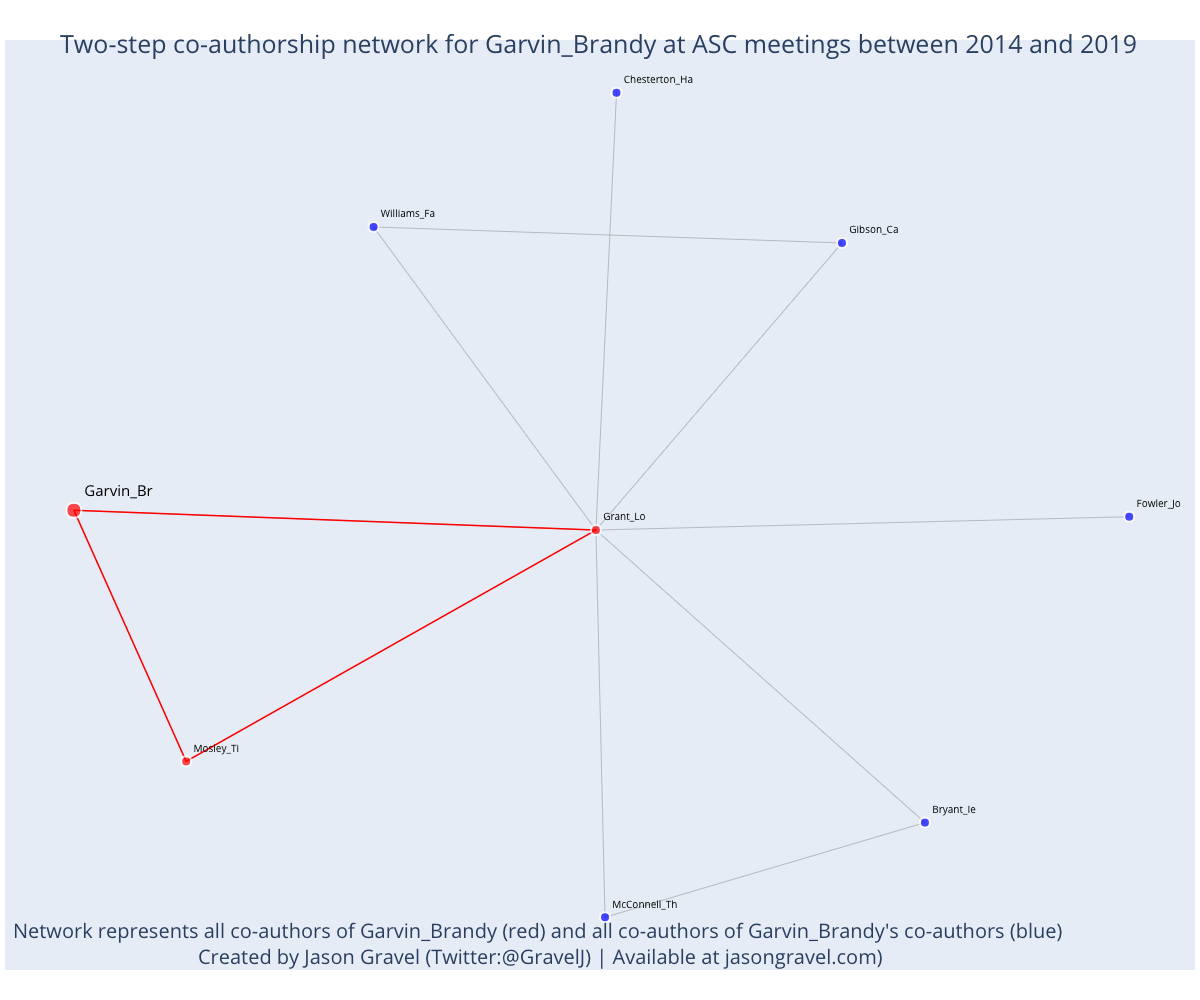 Two-step co-authorship network for Garvin_Brandy at ASC meetings between 2014 and 2019
Chesterton_Ha
Williams_Fa
Gibson_Ca
Garvin_Br
Fowler_Jo
Grant_Lo
Mosley_Ti
Bryant_Ie
McConnell_Th
Network represents all co-authors of Garvin_Brandy (red) and all co-authors of Garvin_Brandy's co-authors (blue)
Created by Jason Gravel (Twitter:@GravelJ) | Available at jasongravel.com)